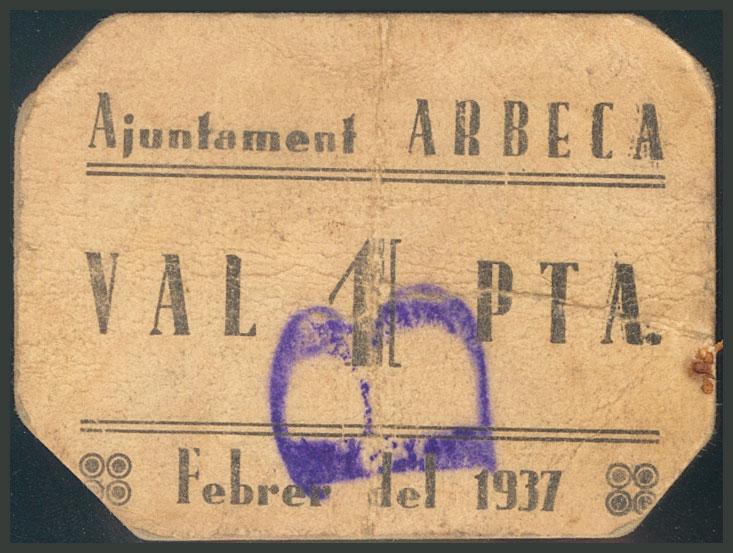 Ajuntament ARBECA
VAL 1 PTA.
Febrer del 1937